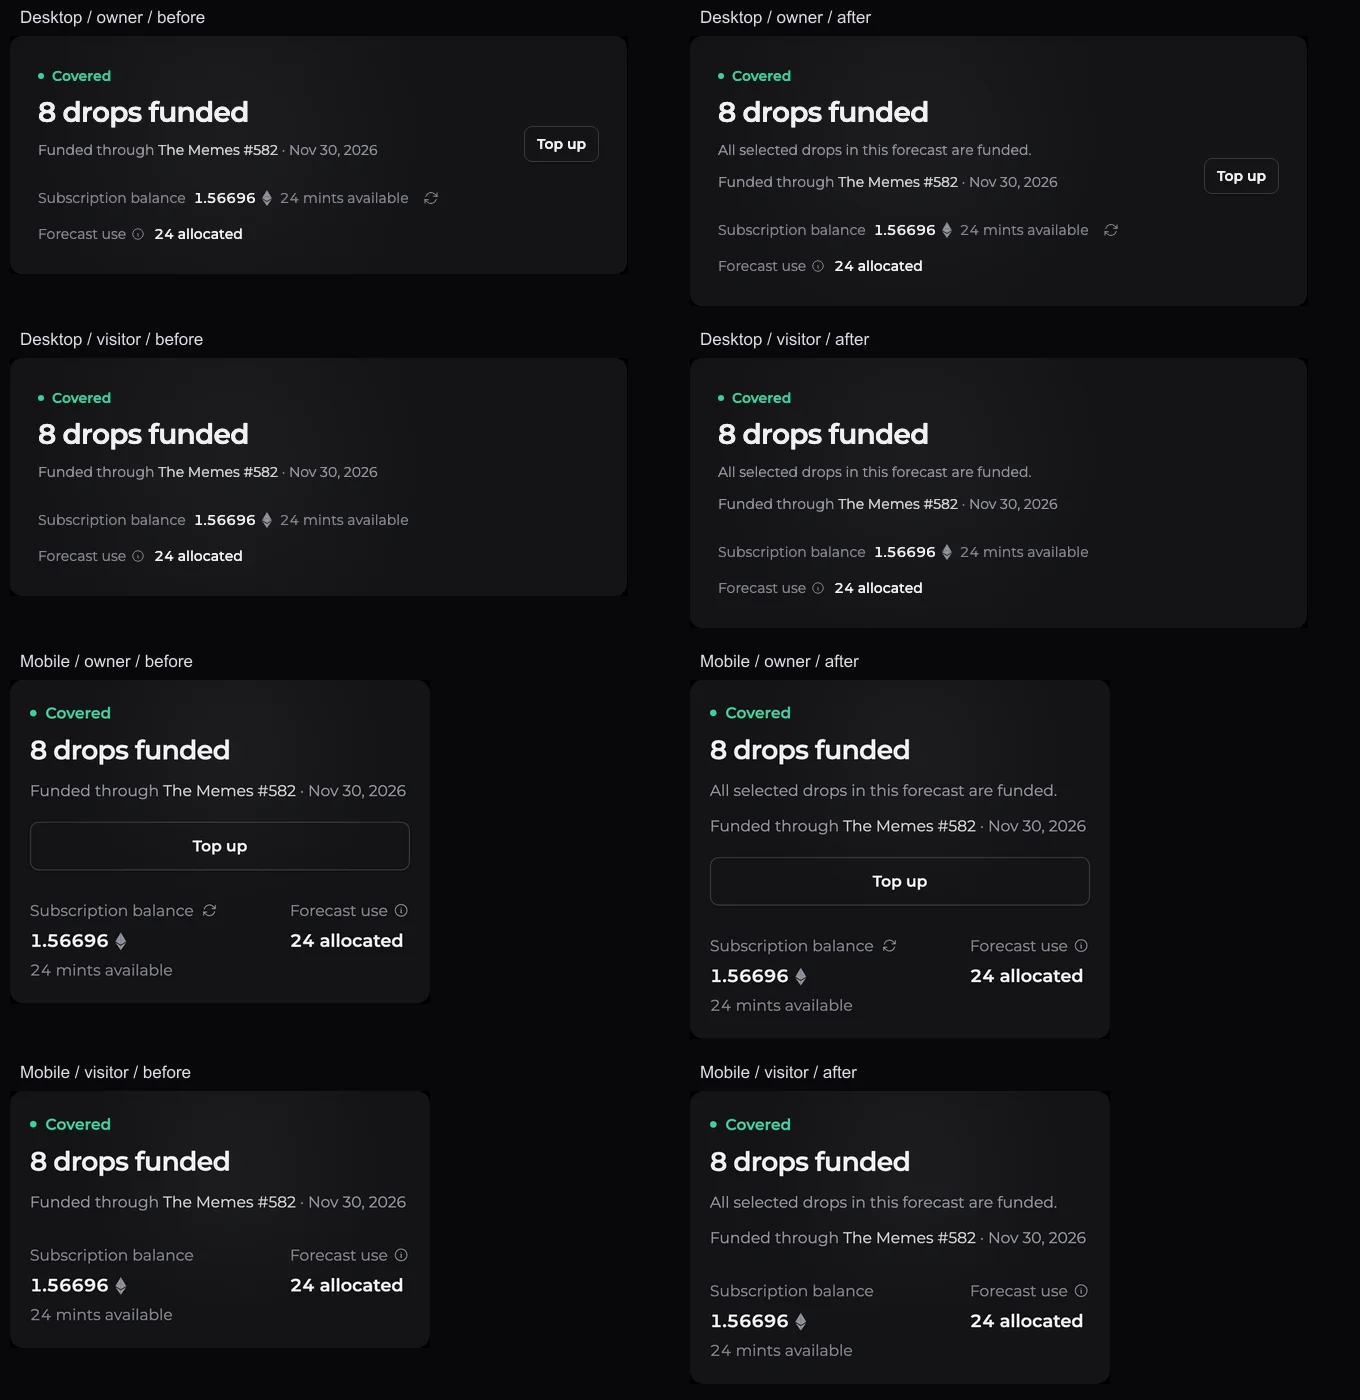 Desktop / owner / before
Covered
8 drops funded
Funded through The Memes #582 · Nov 30, 2026
Top up
Subscription balance 1.56696 24 mints available
Forecast use 24 allocated
Desktop / owner / after
Covered
8 drops funded
All selected drops in this forecast are funded.
Funded through The Memes #582 · Nov 30, 2026
Top up
Subscription balance 1.56696 24 mints available
Forecast use 24 allocated
Desktop / visitor / before
Covered
8 drops funded
Funded through The Memes #582 · Nov 30, 2026
Subscription balance 1.56696 24 mints available
Forecast use 24 allocated
Desktop / visitor / after
Covered
8 drops funded
All selected drops in this forecast are funded.
Funded through The Memes #582 · Nov 30, 2026
Subscription balance 1.56696 24 mints available
Forecast use 24 allocated
Mobile / owner / before
Covered
8 drops funded
Funded through The Memes #582 · Nov 30, 2026
Top up
Subscription balance
1.56696
24 mints available
Forecast use
24 allocated
Mobile / owner / after
Covered
8 drops funded
All selected drops in this forecast are funded.
Funded through The Memes #582 · Nov 30, 2026
Top up
Subscription balance
1.56696
24 mints available
Forecast use
24 allocated
Mobile / visitor / before
Covered
8 drops funded
Funded through The Memes #582 · Nov 30, 2026
Subscription balance
1.56696
24 mints available
Forecast use
24 allocated
Mobile / visitor / after
Covered
8 drops funded
All selected drops in this forecast are funded.
Funded through The Memes #582 · Nov 30, 2026
Subscription balance
1.56696
24 mints available
Forecast use
24 allocated